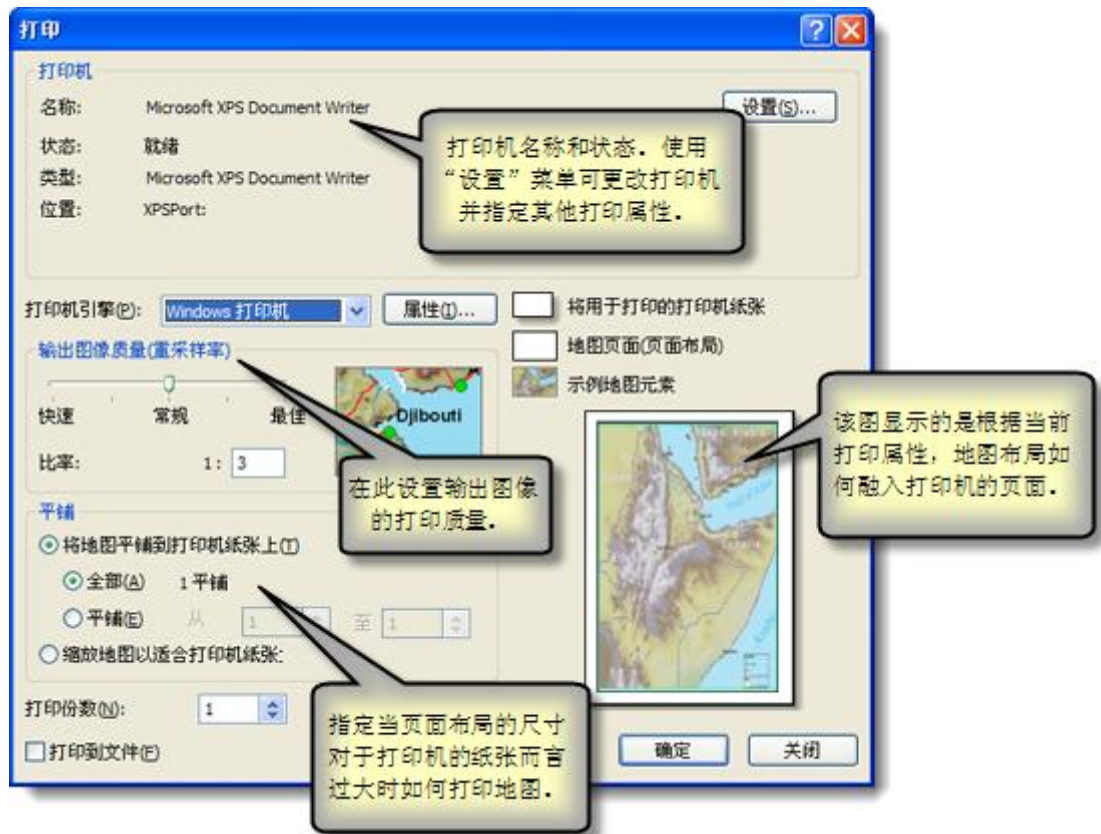 打印
打印机
名称: Microsoft XPS Document Writer
设置(S)...
状态: 就绪
类型: Microsoft XPS Document Writer
位置: XPSPort:
打印机名称和状态. 使用
“设置”菜单可更改打印机
并指定其他打印属性.
打印机引擎(P): Windows 打印机 属性(I)...
将用于打印的打印机纸张
地图页面(页面布局)
示例地图元素
输出图像质量(重采样率)
快速 常规 最佳
比率: 1: 3
Djibouti
在此设置输出图像
的打印质量.
该图显示的是根据当前
打印属性, 地图布局如
何融入打印机的页面.
平铺
将地图平铺到打印机纸张上(T)
全部(A) 1 平铺
平铺(E) 从 1 至 1
缩放地图以适合打印机纸张:
打印份数(N): 1
打印到文件(F)
指定当页面布局的尺寸
对于打印机的纸张而言
过大时如何打印地图.
确定 关闭